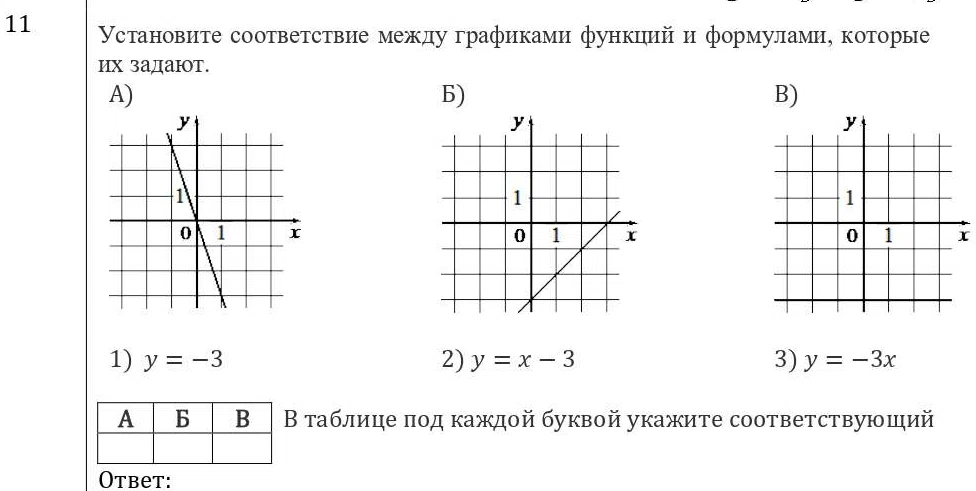 11
Установите соответствие между графиками функций и формулами, которые
их задают.
А) Б) В)
y y y
1 1 1
0 1 x 0 1 x 0 1 x
1) y = −3 2) y = x − 3 3) y = −3x
А Б В В таблице под каждой буквой укажите соответствующий
Ответ: